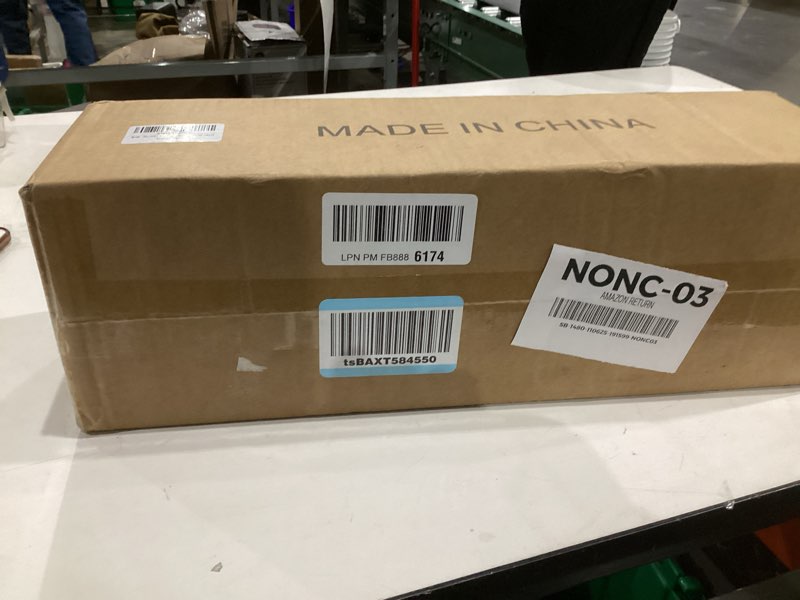 MADE IN CHINA
LPN PM FB888 6174
tsBAXT584550
NONC-03
AMAZON RETURN
SB-1480-110625-191599-NONC03